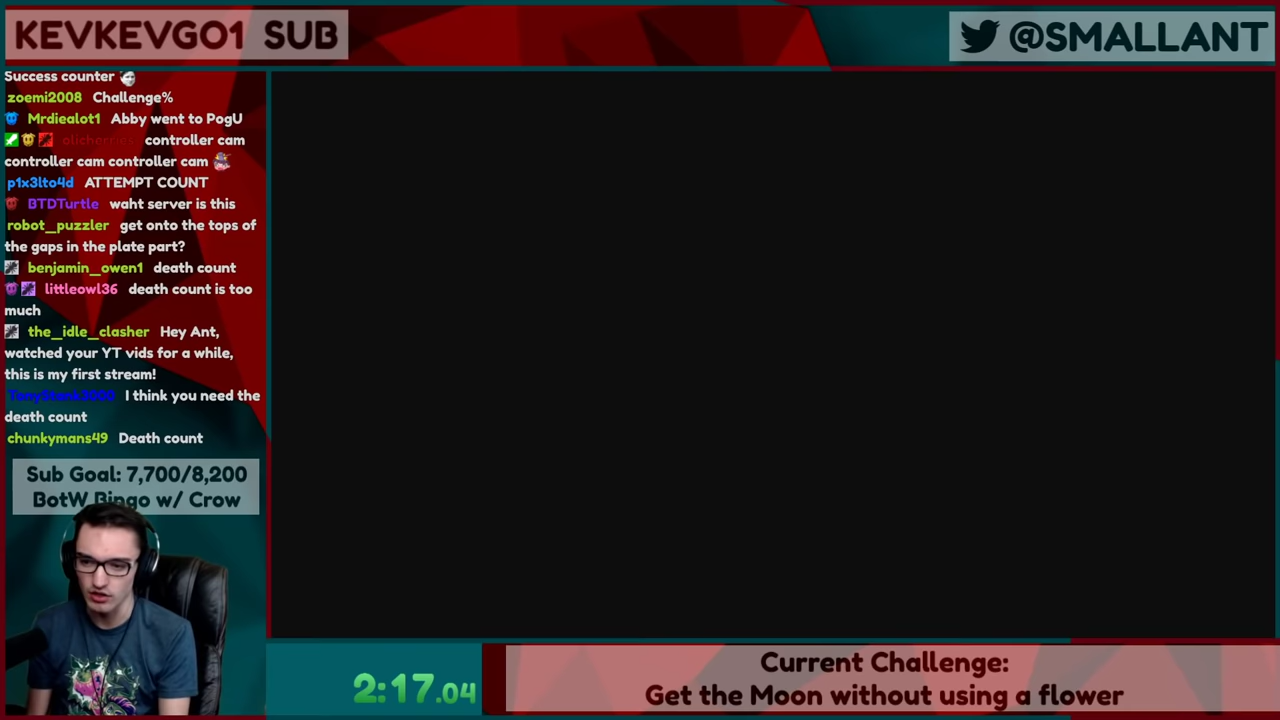 KEVKEVGO1 SUB
@SMALLANT
Success counter
zoemi2008 Challenge%
Mrdiealot1 Abby went to PogU
olicherries controller cam
controller cam controller cam
p1x3lto4d ATTEMPT COUNT
BTDTurtle waht server is this
robot_puzzler get onto the tops of
the gaps in the plate part?
benjamin_owen1 death count
littleowl36 death count is too
much
the_idle_clasher Hey Ant,
watched your YT vids for a while,
this is my first stream!
TonyStank3000 I think you need the
death count
chunkymans49 Death count
Sub Goal: 7,700/8,200
BotW Bingo w/ Crow
2:17.04
Current Challenge:
Get the Moon without using a flower